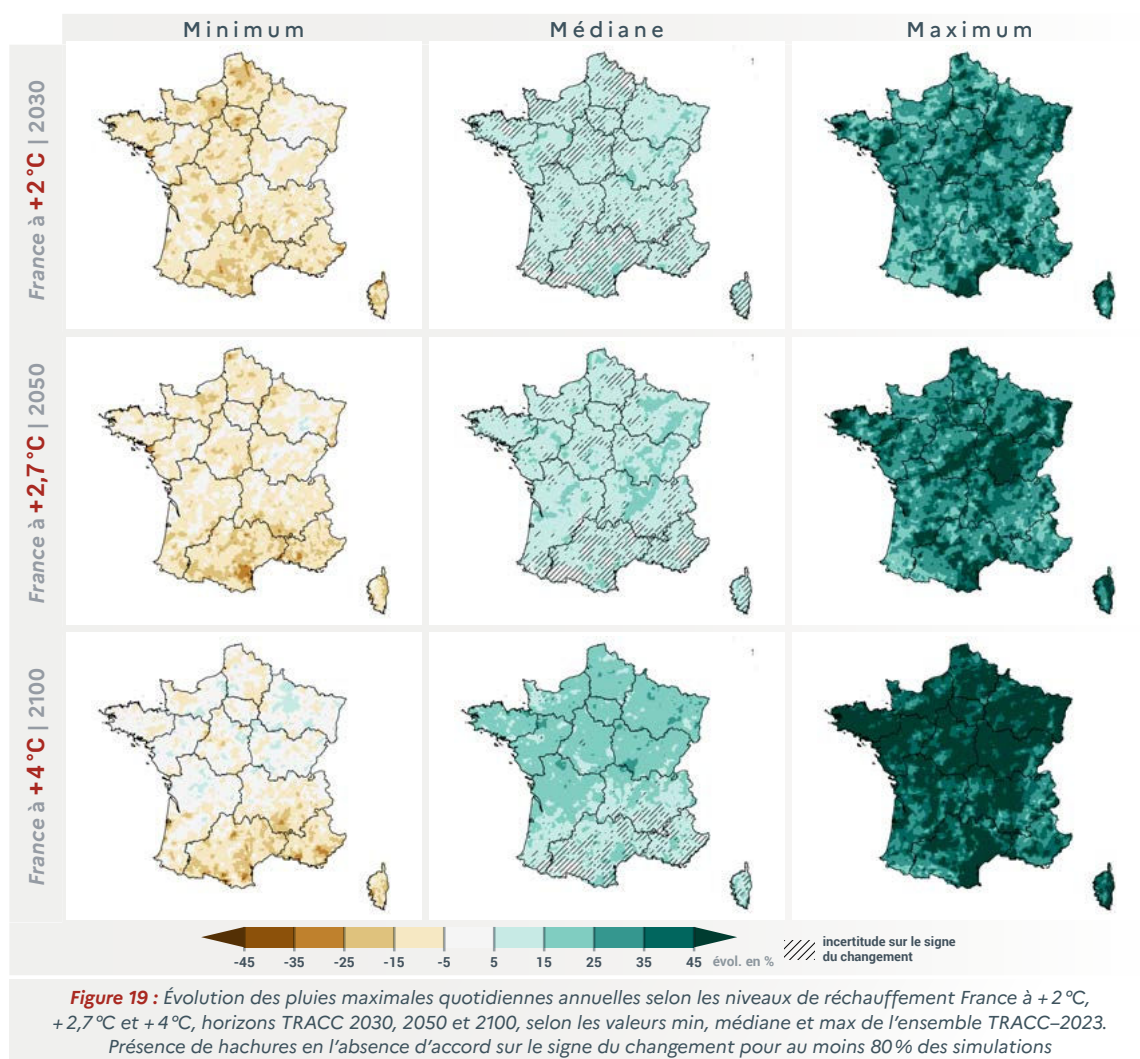 Minimum
Médiane
Maximum
France à +2°C | 2030
France à +2,7°C | 2050
France à +4°C | 2100
-45 -35 -25 -15 -5 5 15 25 35 45 évol. en %
incertitude sur le signe
du changement
Figure 19 : Évolution des pluies maximales quotidiennes annuelles selon les niveaux de réchauffement France à +2°C,
+2,7°C et +4°C, horizons TRACC 2030, 2050 et 2100, selon les valeurs min, médiane et max de l'ensemble TRACC–2023.
Présence de hachures en l'absence d'accord sur le signe du changement pour au moins 80% des simulations